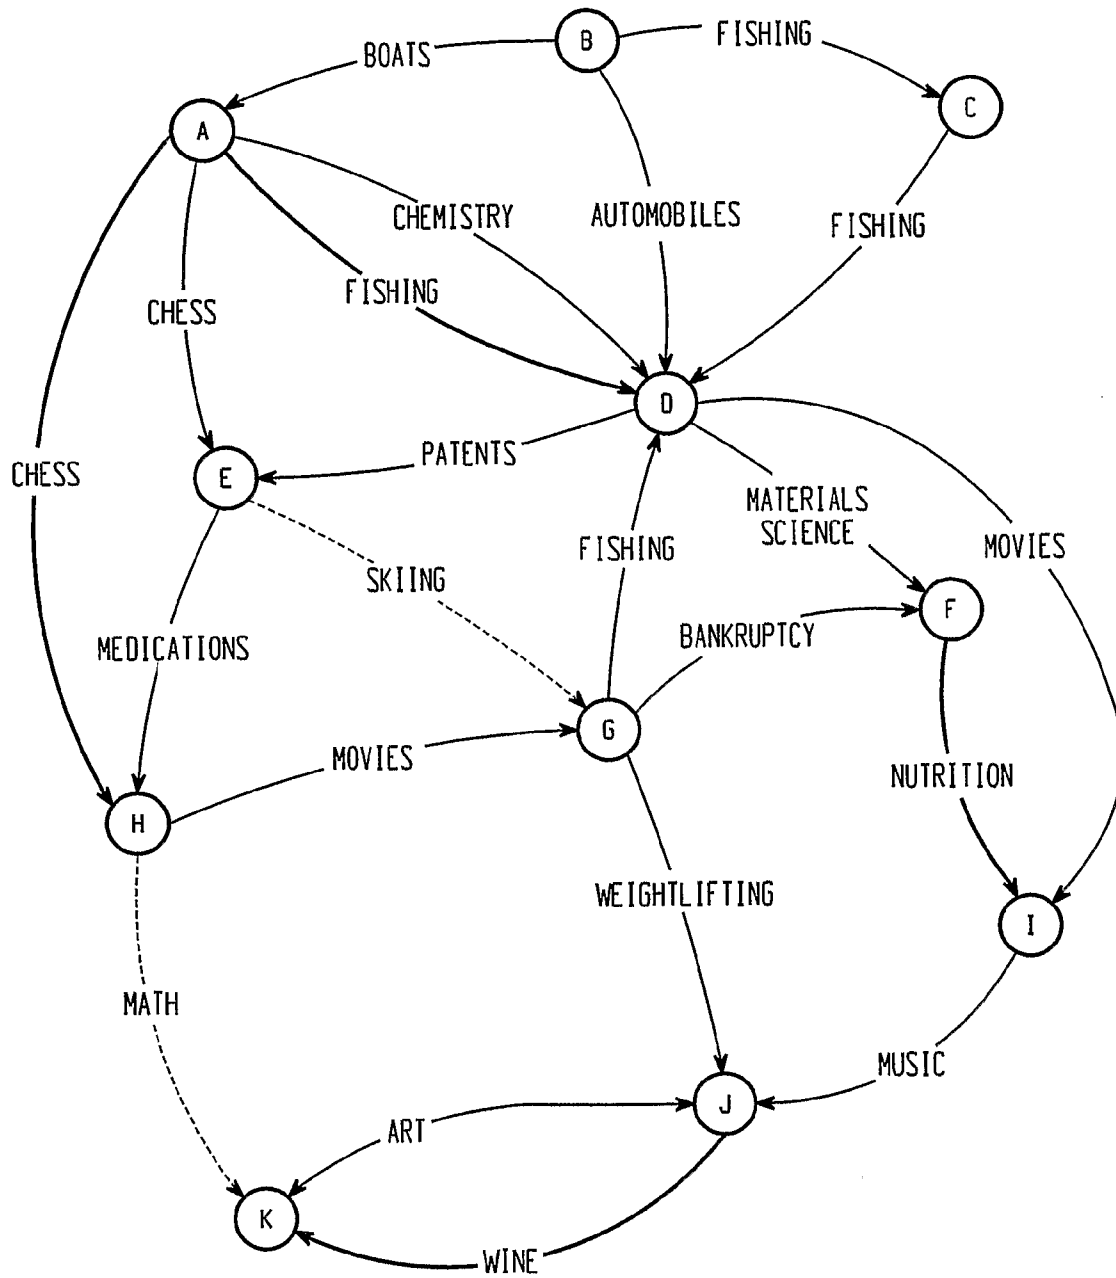 B
FISHING
BOATS
C
A
CHEMISTRY
AUTOMOBILES
FISHING
FISHING
CHESS
D
PATENTS
CHESS
E
MATERIALS
SCIENCE
FISHING
MOVIES
SKIING
F
BANKRUPTCY
MEDICATIONS
G
MOVIES
NUTRITION
H
WEIGHTLIFTING
I
MATH
MUSIC
J
ART
K
WINE